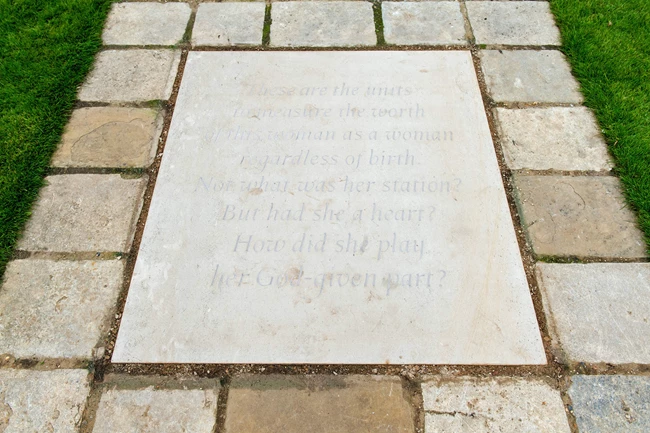 These are the units
to measure the worth
of this woman as a woman
regardless of birth.
Not what was her station?
But had she a heart?
How did she play
her God-given part?